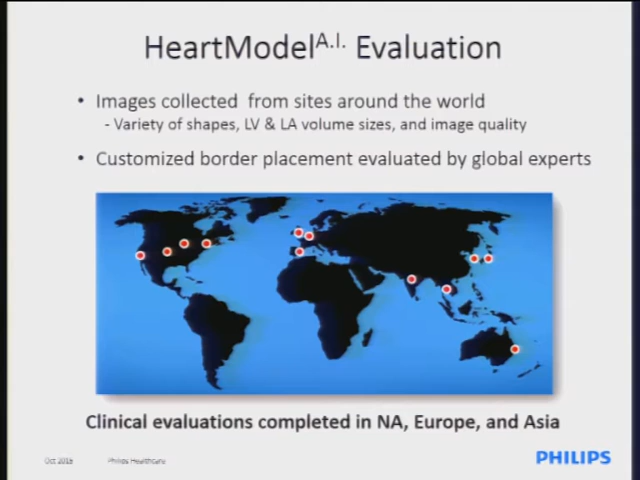 HeartModel^A.I. Evaluation
• Images collected from sites around the world
- Variety of shapes, LV & LA volume sizes, and image quality
• Customized border placement evaluated by global experts
Clinical evaluations completed in NA, Europe, and Asia
Philips Healthcare
PHILIPS